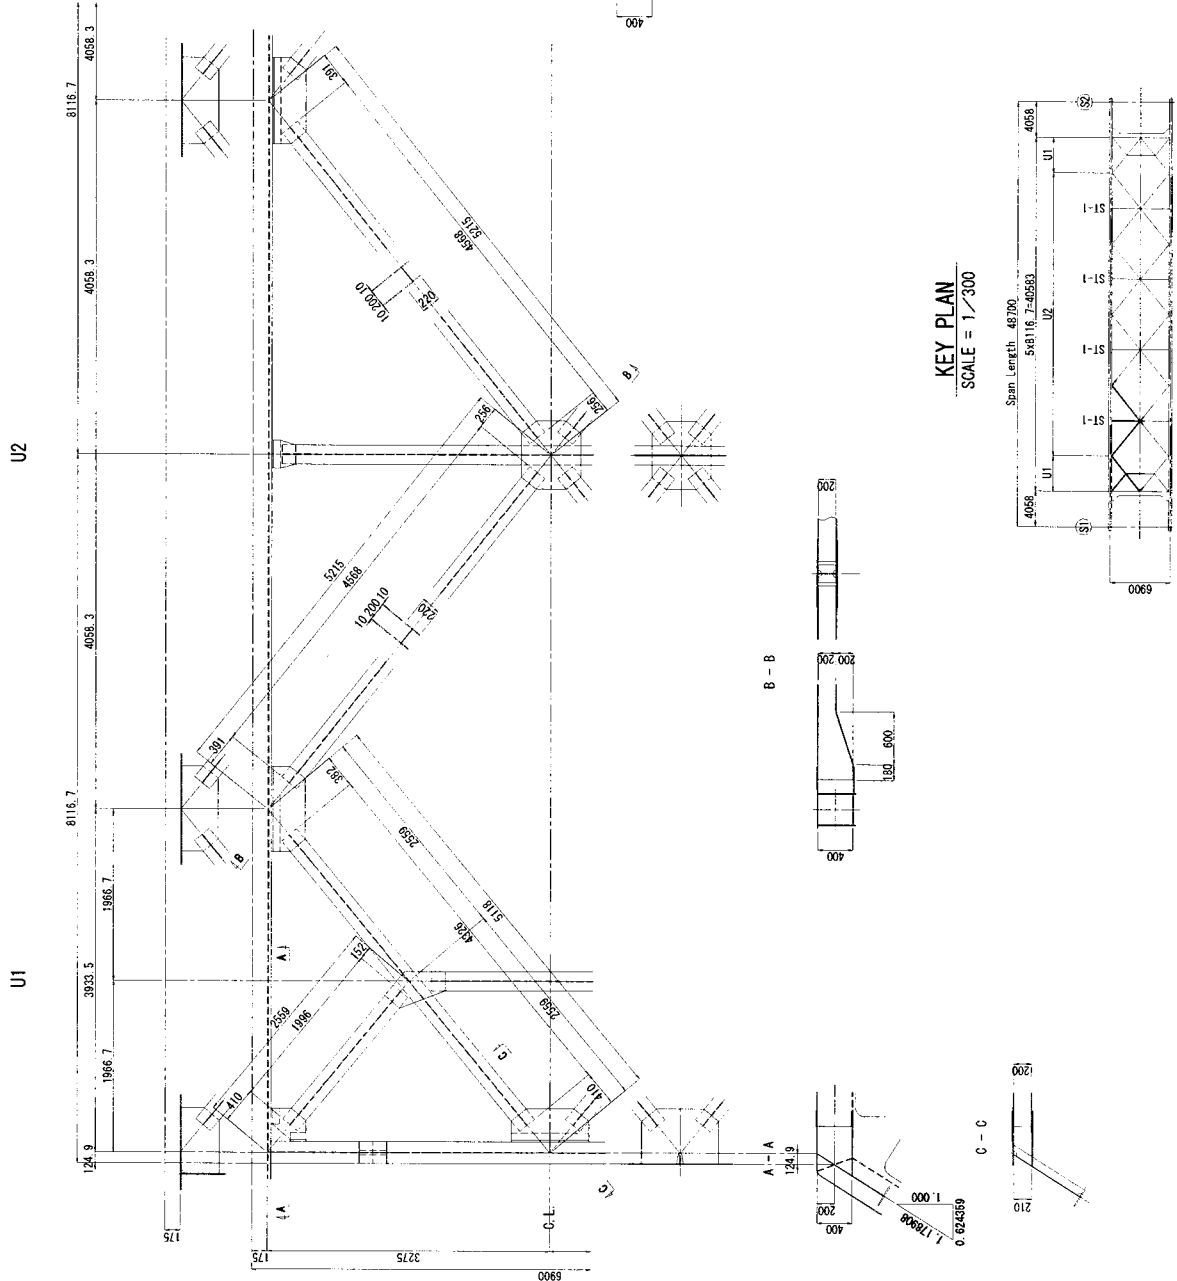 U2
U1
8116.7
4058.3
4058.3
4058.3
8116.7
1966.7
3933.5
1966.7
124.9
400
391
5215
4568
10 200 10
220
256
256
B
5215
4568
10 200 10
220
391
B
382
2559
5118
4326
2559
152
2559
1996
410
410
A
A
C
C
C.L
175
175
3275
6900
KEY PLAN
SCALE = 1/300
Span Length 48700
5x8116.7=40583
4058
4058
U1
U2
U1
S2
S1
ST-1
ST-1
ST-1
ST-1
6900
B - B
200
200
200
180
600
400
A - A
124.9
200
400
1.000
1.178908
0.624359
C - C
200
210